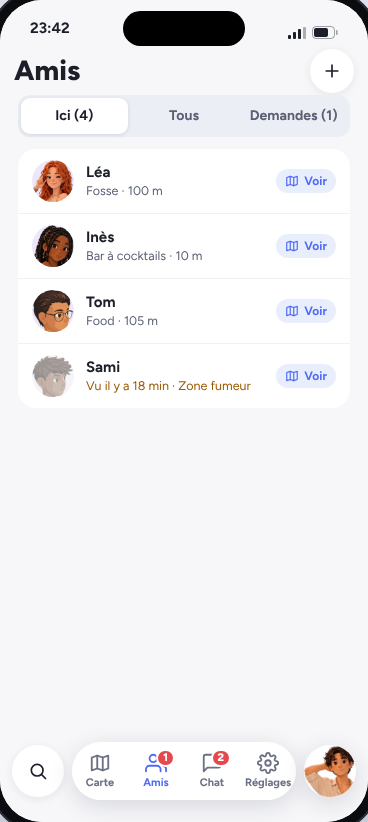 23:42
Amis
Ici (4)
Tous
Demandes (1)
Léa
Fosse · 100 m
Voir
Inès
Bar à cocktails · 10 m
Voir
Tom
Food · 105 m
Voir
Sami
Vu il y a 18 min · Zone fumeur
Voir
1
2
Carte
Amis
Chat
Réglages